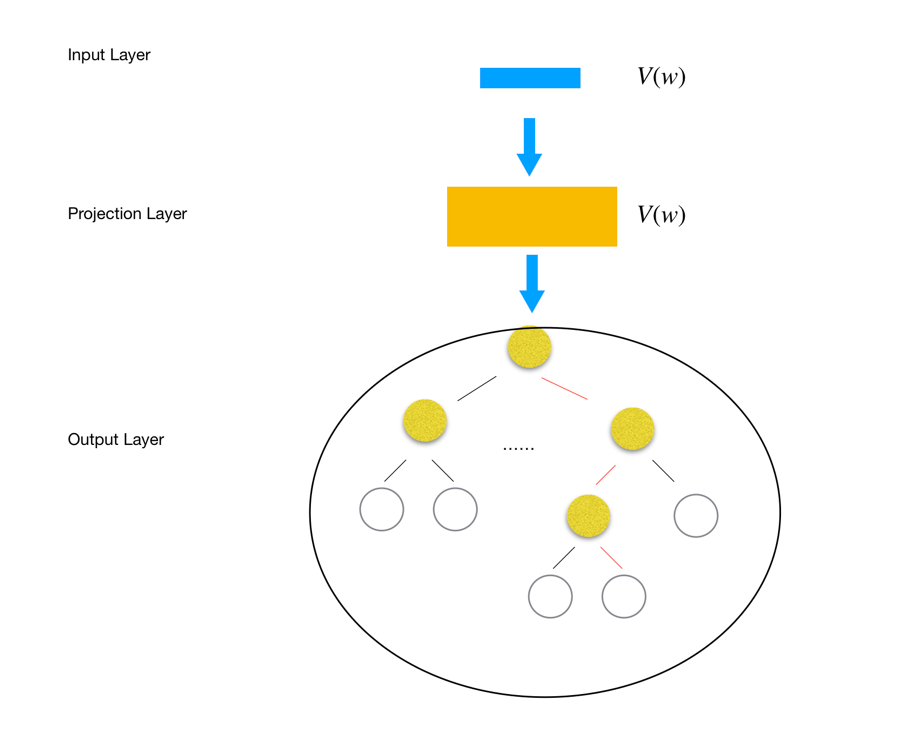 Input Layer
V(w)
Projection Layer
V(w)
Output Layer
......